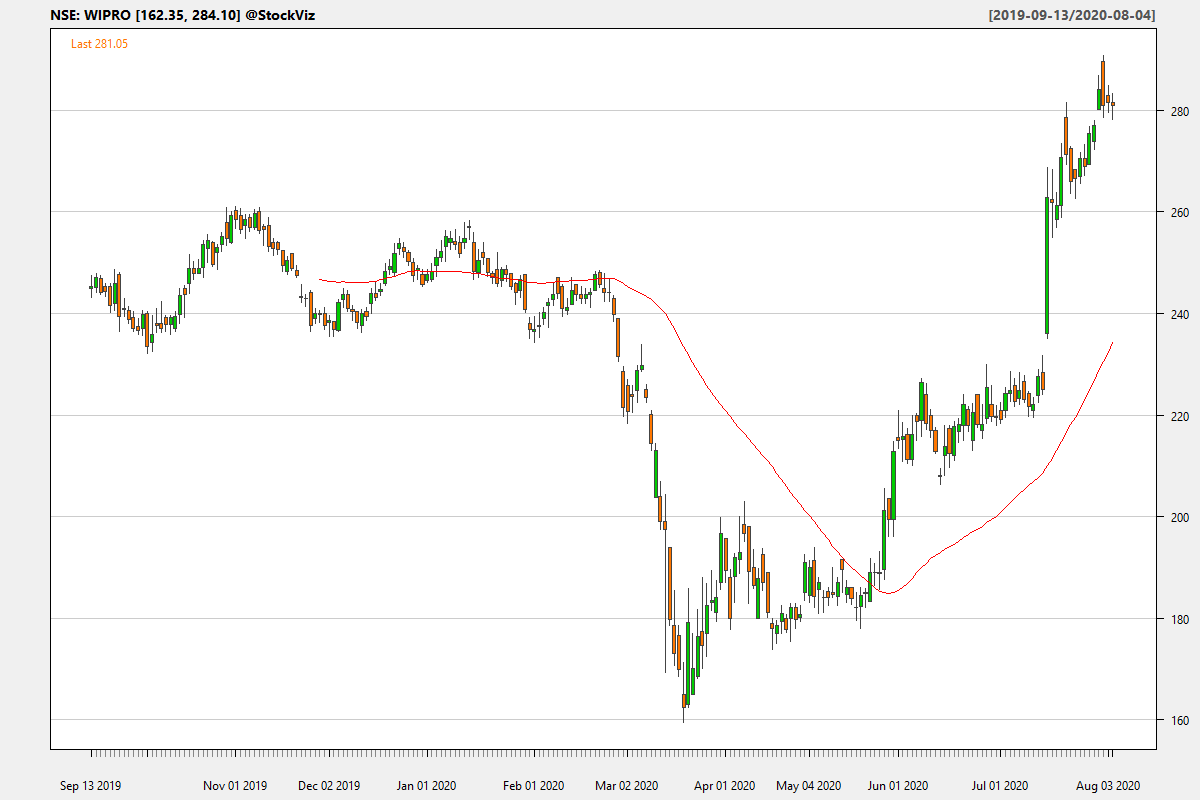 NSE: WIPRO [162.35, 284.10] @StockViz [2019-09-13/2020-08-04]
Last 281.05
280
260
240
220
200
180
160
Sep 13 2019 Nov 01 2019 Dec 02 2019 Jan 01 2020 Feb 03 2020 Mar 02 2020 Apr 01 2020 May 04 2020 Jun 01 2020 Jul 01 2020 Aug 03 2020